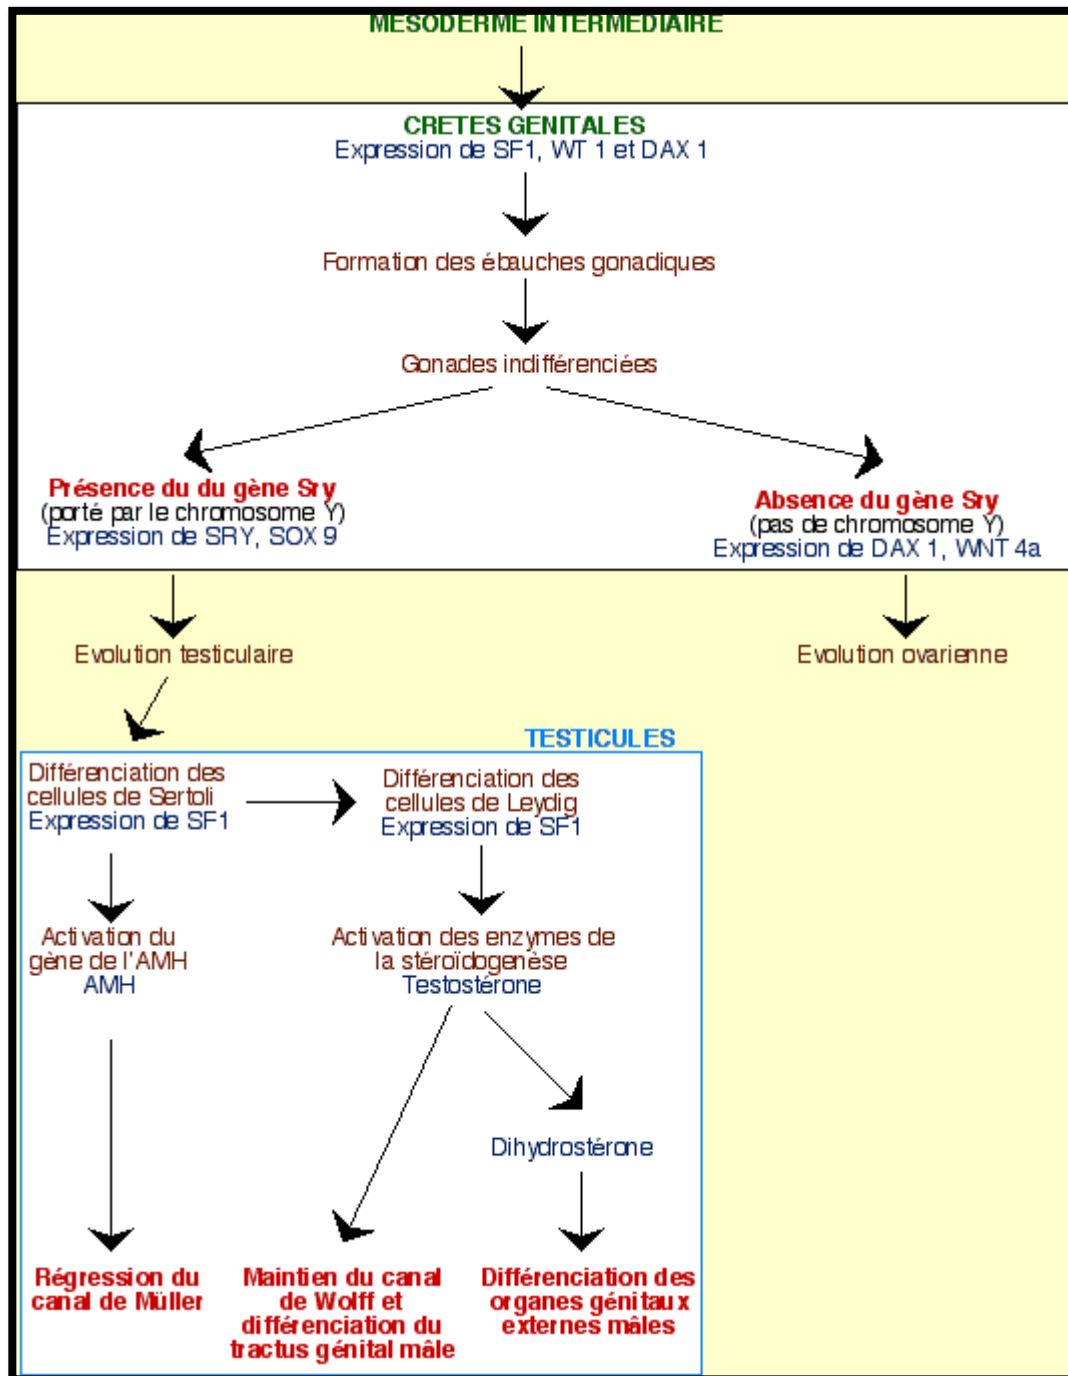 MESODERME INTERMEDIAIRE
CRETES GENITALES
Expression de SF1, WT 1 et DAX 1
Formation des ébauches gonadiques
Gonades indifférenciées
Présence du du gène Sry
(porté par le chromosome Y)
Expression de SRY, SOX 9
Absence du gène Sry
(pas de chromosome Y)
Expression de DAX 1, WNT 4a
Evolution testiculaire
Evolution ovarienne
TESTICULES
Différenciation des
cellules de Sertoli
Expression de SF1
Différenciation des
cellules de Leydig
Expression de SF1
Activation du
gène de l'AMH
AMH
Activation des enzymes de
la stéroïdogenèse
Testostérone
Dihydrostérone
Régression du
canal de Müller
Maintien du canal
de Wolff et
différenciation du
tractus génital mâle
Différenciation des
organes génitaux
externes mâles